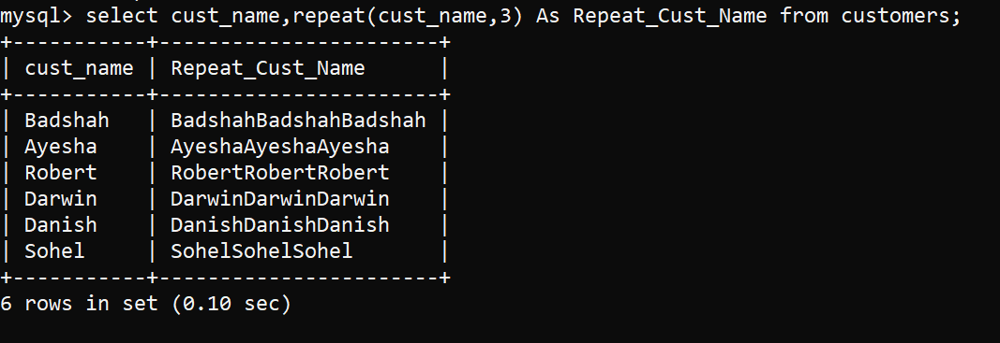 mysql> select cust_name,repeat(cust_name,3) As Repeat_Cust_Name from customers;
+-----------+-----------------------+
| cust_name | Repeat_Cust_Name      |
+-----------+-----------------------+
| Badshah   | BadshahBadshahBadshah |
| Ayesha    | AyeshaAyeshaAyesha    |
| Robert    | RobertRobertRobert    |
| Darwin    | DarwinDarwinDarwin    |
| Danish    | DanishDanishDanish    |
| Sohel     | SohelSohelSohel       |
+-----------+-----------------------+
6 rows in set (0.10 sec)